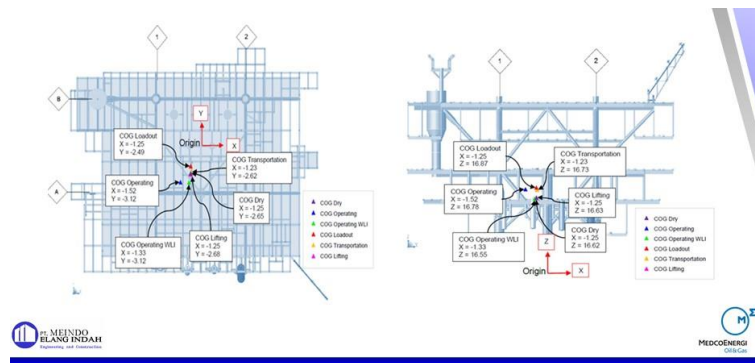 1
2
B
A
Y
X
Origin
COG Loadout
X = -1.25
Y = -2.49
COG Transportation
X = -1.23
Y = -2.62
COG Operating
X = -1.52
Y = -3.12
COG Dry
X = -1.25
Y = -2.65
COG Operating WLI
X = -1.33
Y = -3.12
COG Lifting
X = -1.25
Y = -2.68
COG Dry
COG Operating
COG Operating WLI
COG Loadout
COG Transportation
COG Lifting
1
2
COG Loadout
X = -1.25
Z = 16.87
COG Transportation
X = -1.23
Z = 16.73
COG Operating
X = -1.52
Z = 16.78
COG Lifting
X = -1.25
Z = 16.63
COG Operating WLI
X = -1.33
Z = 16.55
COG Dry
X = -1.25
Z = 16.62
Z
Origin
X
COG Dry
COG Operating
COG Operating WLI
COG Loadout
COG Transportation
COG Lifting
PT. MEINDO
ELANG INDAH
Engineering and Construction
MEDCOENERGI
Oil&Gas